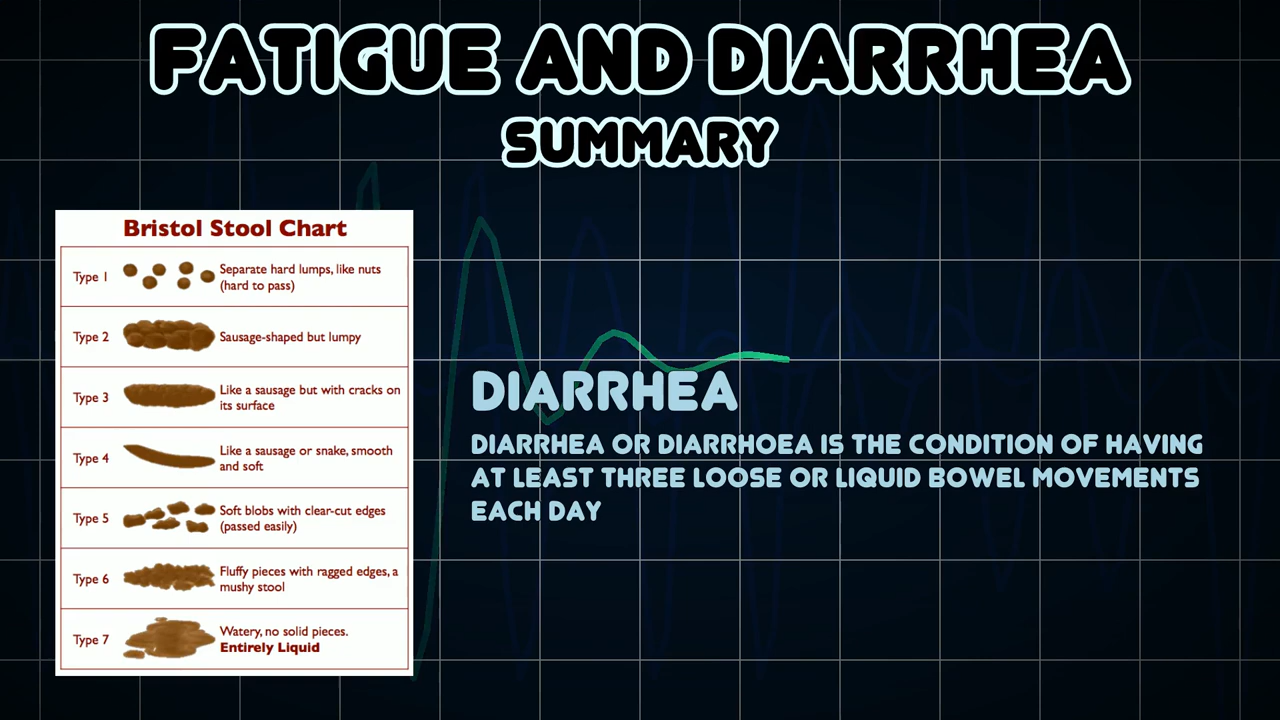 FATIGUE AND DIARRHEA
SUMMARY
Bristol Stool Chart
Type 1
Separate hard lumps, like nuts
(hard to pass)
Type 2
Sausage-shaped but lumpy
Type 3
Like a sausage but with cracks on
its surface
Type 4
Like a sausage or snake, smooth
and soft
Type 5
Soft blobs with clear-cut edges
(passed easily)
Type 6
Fluffy pieces with ragged edges, a
mushy stool
Type 7
Watery, no solid pieces.
Entirely Liquid
DIARRHEA
DIARRHEA OR DIARRHOEA IS THE CONDITION OF HAVING
AT LEAST THREE LOOSE OR LIQUID BOWEL MOVEMENTS
EACH DAY